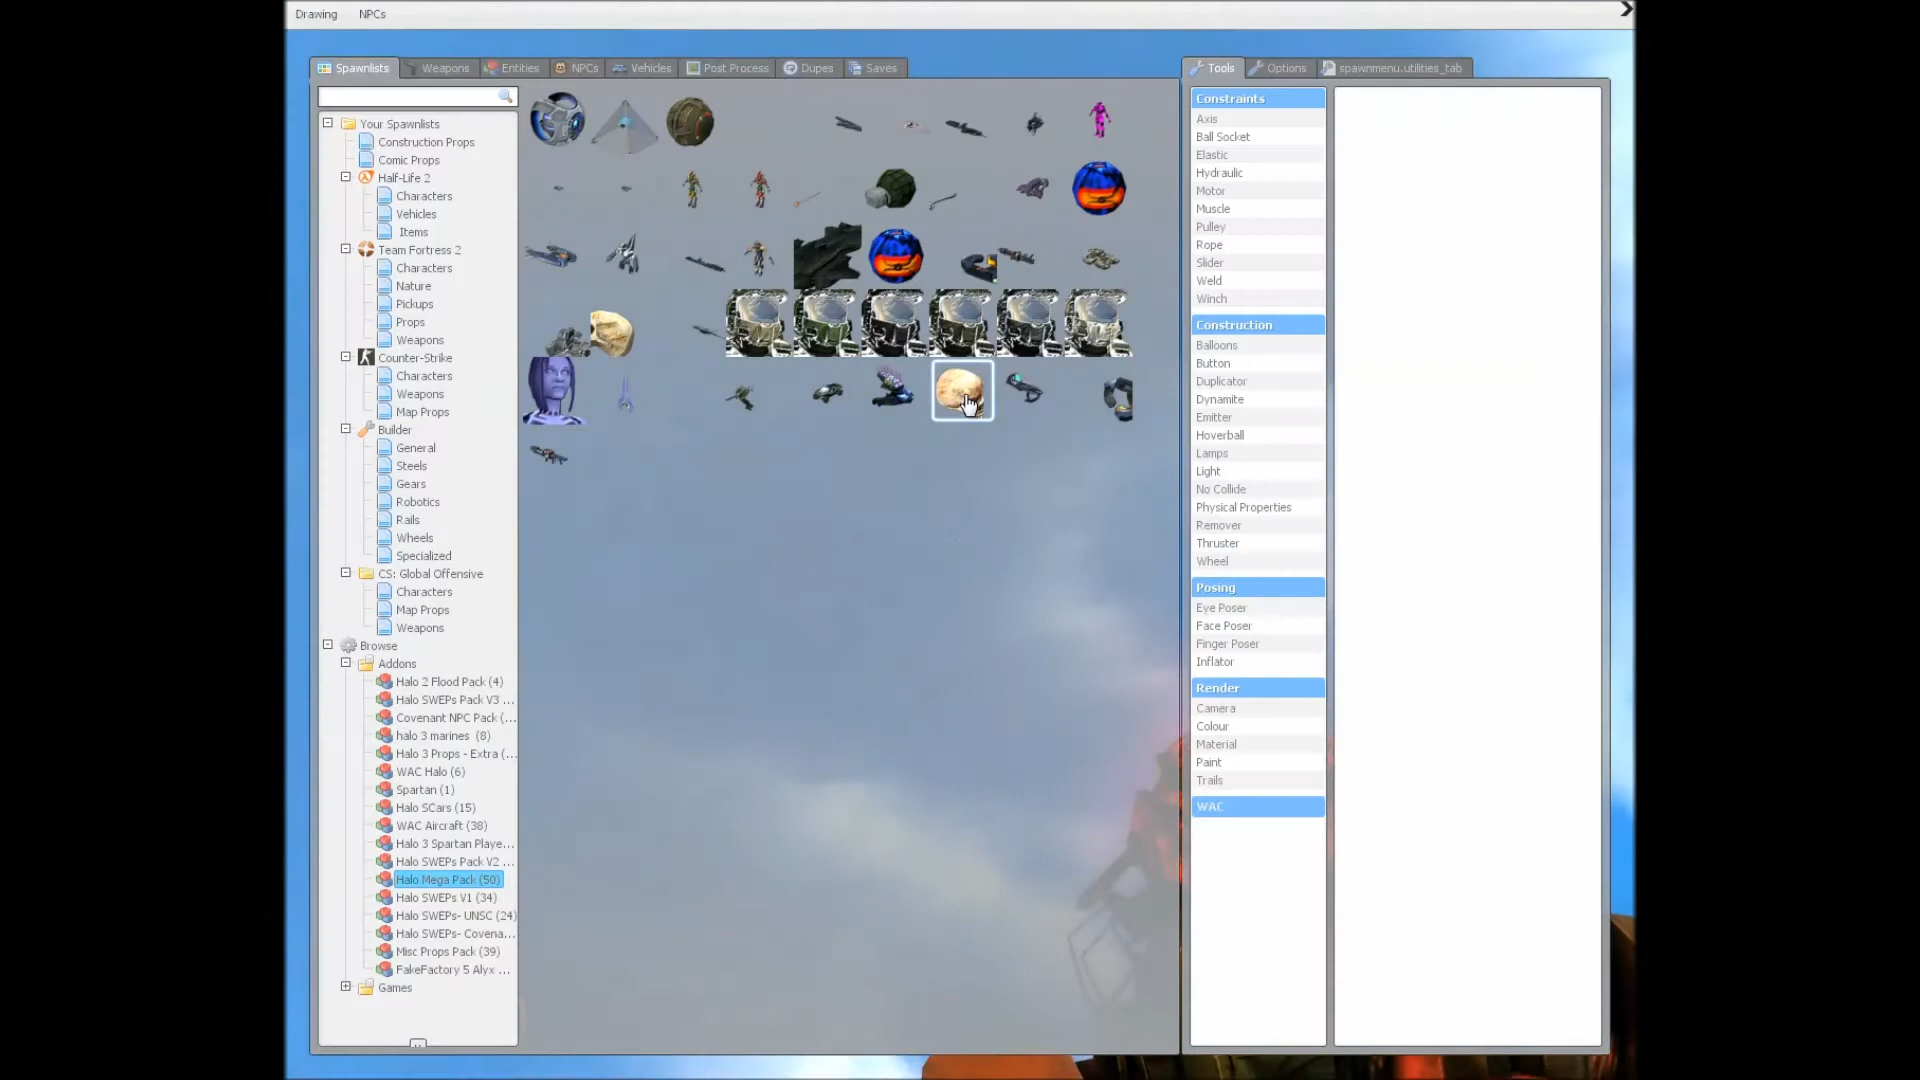 Drawing NPCs
Spawnlists Weapons Entities NPCs Vehicles Post Process Dupes Saves
Your Spawnlists
Construction Props
Comic Props
Half-Life 2
Characters
Vehicles
Items
Team Fortress 2
Characters
Nature
Pickups
Props
Weapons
Counter-Strike
Characters
Weapons
Map Props
Builder
General
Steels
Gears
Robotics
Rails
Wheels
Specialized
CS: Global Offensive
Characters
Map Props
Weapons
Browse
Addons
Halo 2 Flood Pack (4)
Halo SWEPs Pack V3 ...
Covenant NPC Pack (...
halo 3 marines (8)
Halo 3 Props - Extra (...
WAC Halo (6)
Spartan (1)
Halo SCars (15)
WAC Aircraft (38)
Halo 3 Spartan Playe...
Halo SWEPs Pack V2 ...
Halo Mega Pack (50)
Halo SWEPs V1 (34)
Halo SWEPs- UNSC (24)
Halo SWEPs- Covena...
Misc Props Pack (39)
FakeFactory 5 Alyx ...
Games
Tools Options spawnmenu.utilities_tab
Constraints
Axis
Ball Socket
Elastic
Hydraulic
Motor
Muscle
Pulley
Rope
Slider
Weld
Winch
Construction
Balloons
Button
Duplicator
Dynamite
Emitter
Hoverball
Lamps
Light
No Collide
Physical Properties
Remover
Thruster
Wheel
Posing
Eye Poser
Face Poser
Finger Poser
Inflator
Render
Camera
Colour
Material
Paint
Trails
WAC